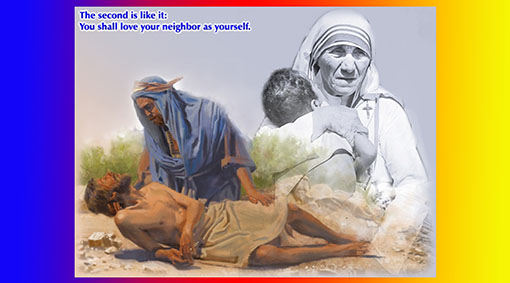 The second is like it:
You shall love your neighbor as yourself.